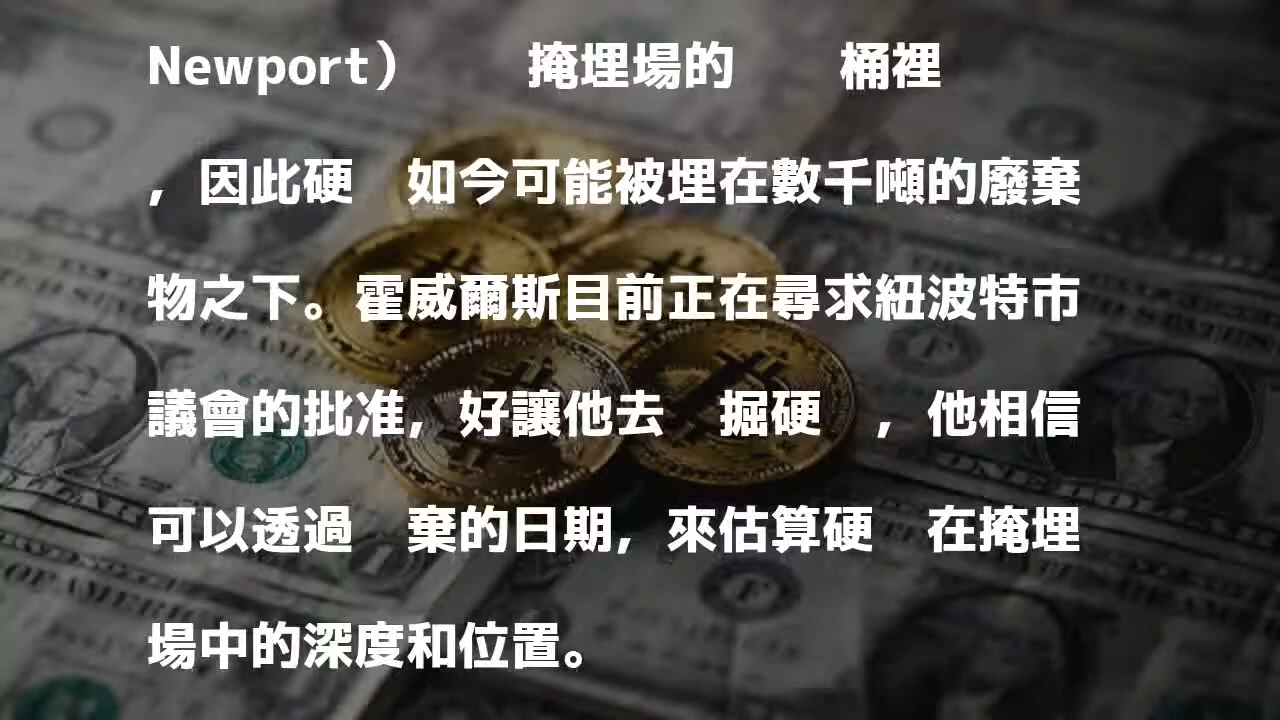 Newport）　　掩埋場的　　桶裡
，因此硬　如今可能被埋在數千噸的廢棄
物之下。霍威爾斯目前正在尋求紐波特市
議會的批准，好讓他去　掘硬　，他相信
可以透過　棄的日期，來估算硬　在掩埋
場中的深度和位置。